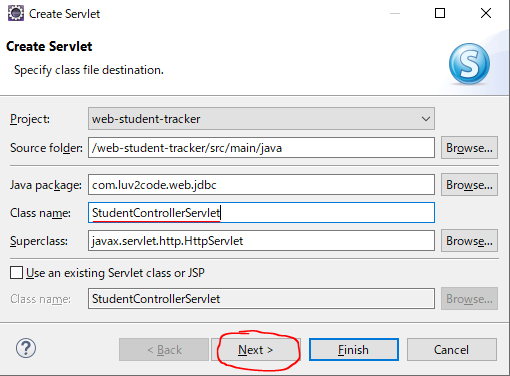 Create Servlet
Create Servlet
Specify class file destination.
Project: web-student-tracker
Source folder: /web-student-tracker/src/main/java Browse...
Java package: com.luv2code.web.jdbc Browse...
Class name: StudentControllerServlet
Superclass: javax.servlet.http.HttpServlet Browse...
Use an existing Servlet class or JSP
Class name: StudentControllerServlet Browse...
? < Back Next > Finish Cancel